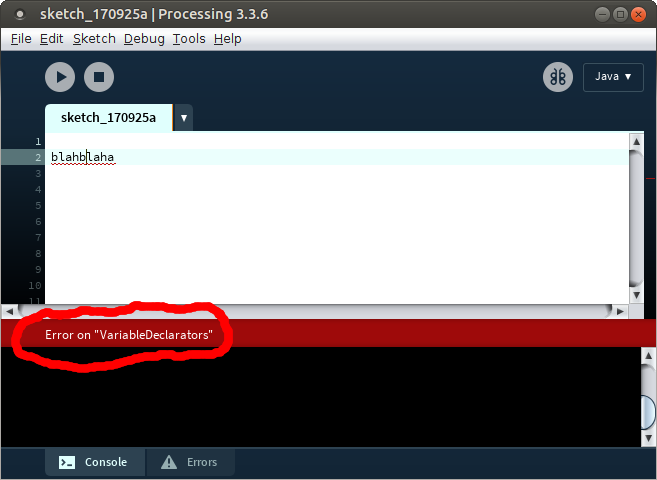 sketch_170925a | Processing 3.3.6
File Edit Sketch Debug Tools Help
Java ▼
sketch_170925a ▼
1
2 blahblaha
3
4
5
6
7
8
9
10
11
Error on "VariableDeclarators"
Console Errors